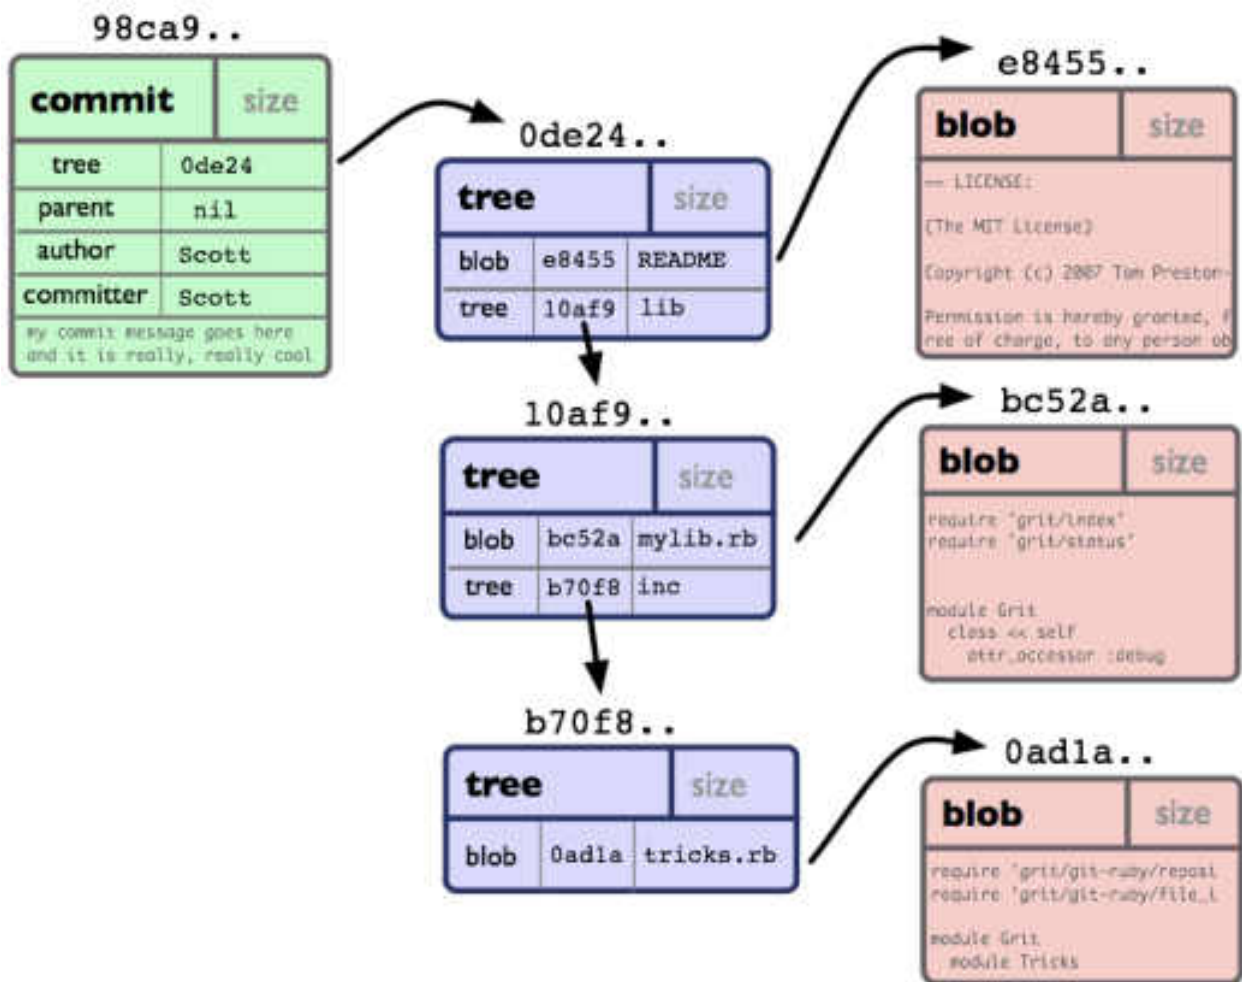 98ca9..
commit size
tree 0de24
parent nil
author Scott
committer Scott
my commit message goes here
and it is really, really cool
0de24..
tree size
blob e8455 README
tree 10af9 lib
10af9..
tree size
blob bc52a mylib.rb
tree b70f8 inc
b70f8..
tree size
blob 0ad1a tricks.rb
e8455..
blob size
-- LICENSE:
(The MIT License)
Copyright (c) 2007 Tom Preston-
Permission is hereby granted, f
ree of charge, to any person ob
bc52a..
blob size
require 'grit/index'
require 'grit/status'
module Grit
class << self
attr_accessor :debug
0ad1a..
blob size
require 'grit/git-ruby/reposi
require 'grit/git-ruby/file_i
module Grit
module Tricks